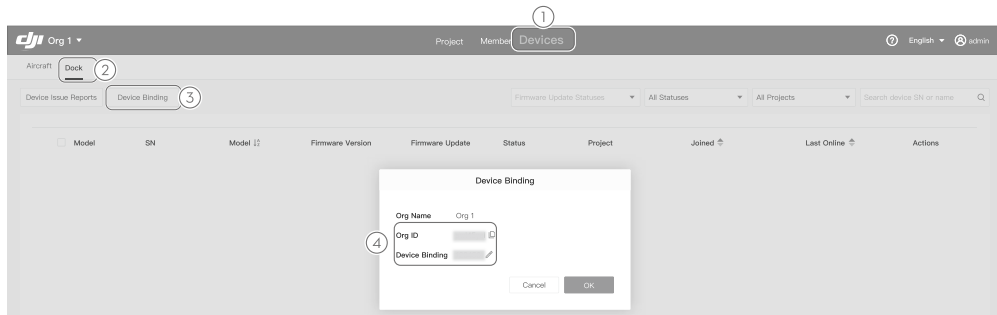 1
dji Org 1 Project Member Devices English admin
Aircraft Dock 2
Device Issue Reports Device Binding 3 Firmware Update Statuses All Statuses All Projects Search device SN or name
Model SN Model Firmware Version Firmware Update Status Project Joined Last Online Actions
Device Binding
Org Name Org 1
4 Org ID
Device Binding
Cancel OK